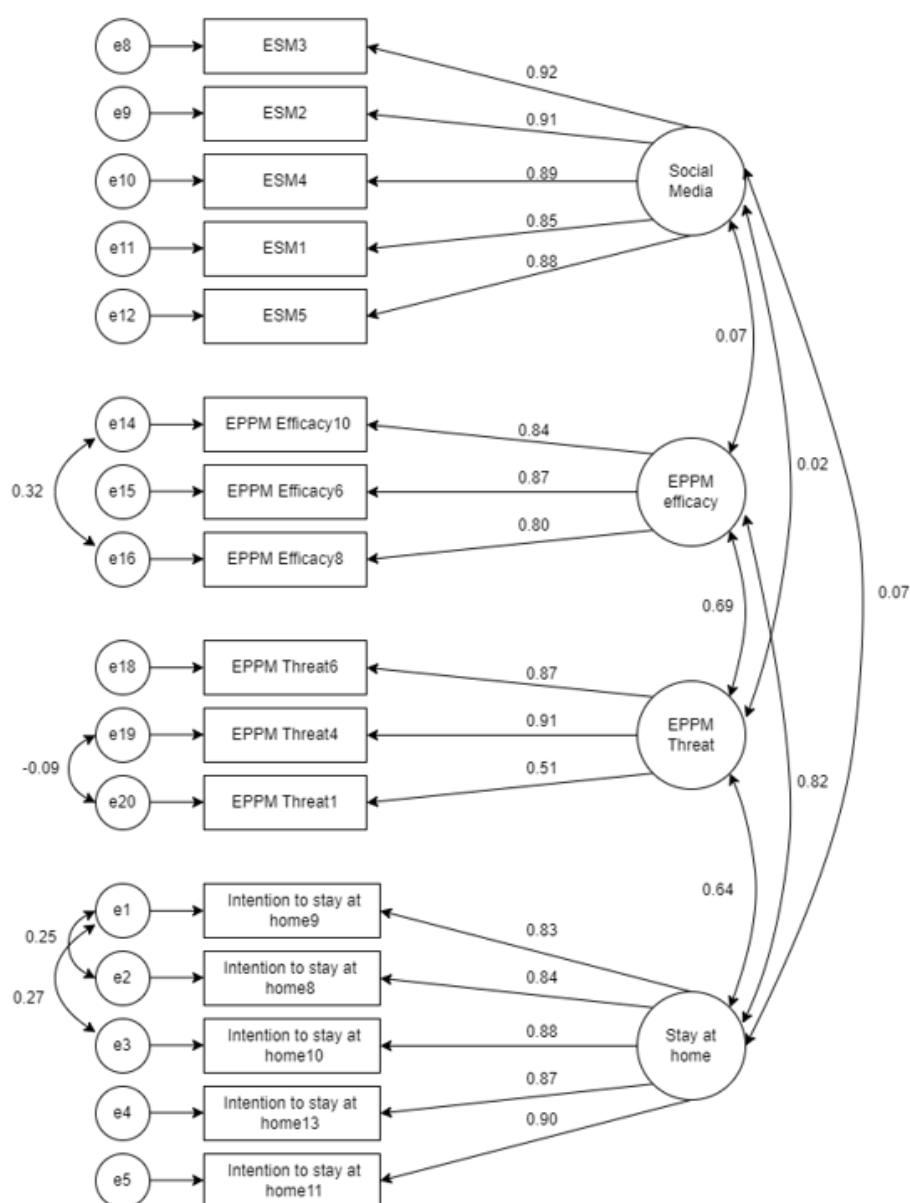 e8
ESM3
0.92
e9
ESM2
0.91
Social
Media
e10
ESM4
0.89
e11
ESM1
0.85
e12
ESM5
0.88
0.07
e14
EPPM Efficacy10
0.84
0.02
0.32
e15
EPPM Efficacy6
0.87
EPPM
efficacy
e16
EPPM Efficacy8
0.80
0.07
0.69
e18
EPPM Threat6
0.87
e19
EPPM Threat4
0.91
EPPM
Threat
-0.09
e20
EPPM Threat1
0.51
0.82
0.64
e1
Intention to stay at
home9
0.83
0.25
e2
Intention to stay at
home8
0.84
0.27
e3
Intention to stay at
home10
0.88
Stay at
home
e4
Intention to stay at
home13
0.87
0.90
e5
Intention to stay at
home11